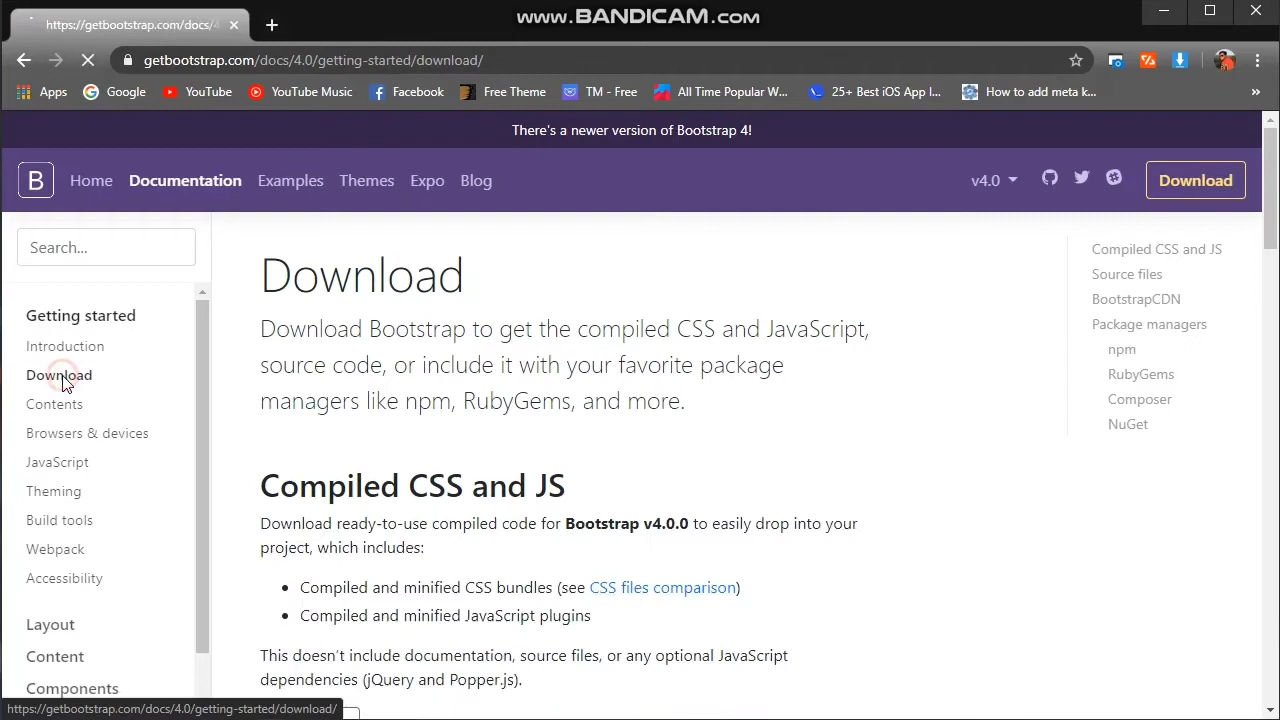 www.BANDICAM.com
https://getbootstrap.com/docs/4
getbootstrap.com/docs/4.0/getting-started/download/
Apps Google YouTube YouTube Music Facebook Free Theme TM - Free All Time Popular W... 25+ Best iOS App I... How to add meta k... »
There's a newer version of Bootstrap 4!
B Home Documentation Examples Themes Expo Blog v4.0 Download
Search...
Getting started
Introduction
Download
Contents
Browsers & devices
JavaScript
Theming
Build tools
Webpack
Accessibility
Layout
Content
Components
Download
Download Bootstrap to get the compiled CSS and JavaScript,
source code, or include it with your favorite package
managers like npm, RubyGems, and more.
Compiled CSS and JS
Download ready-to-use compiled code for Bootstrap v4.0.0 to easily drop into your
project, which includes:
• Compiled and minified CSS bundles (see CSS files comparison)
• Compiled and minified JavaScript plugins
This doesn't include documentation, source files, or any optional JavaScript
dependencies (jQuery and Popper.js).
Compiled CSS and JS
Source files
BootstrapCDN
Package managers
npm
RubyGems
Composer
NuGet
https://getbootstrap.com/docs/4.0/getting-started/download/